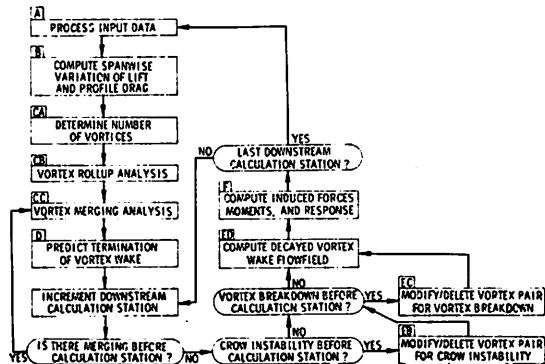 A
PROCESS INPUT DATA
B
COMPUTE SPANWISE
VARIATION OF LIFT
AND PROFILE DRAG
CA
DETERMINE NUMBER
OF VORTICES
CB
VORTEX ROLLUP ANALYSIS
CC
VORTEX MERGING ANALYSIS
D
PREDICT TERMINATION
OF VORTEX WAKE
INCREMENT DOWNSTREAM
CALCULATION STATION
IS THERE MERGING BEFORE
CALCULATION STATION ?
YES
NO
CROW INSTABILITY BEFORE
CALCULATION STATION ?
YES
EB
MODIFY/DELETE VORTEX PAIR
FOR CROW INSTABILITY
NO
VORTEX BREAKDOWN BEFORE
CALCULATION STATION ?
YES
EC
MODIFY/DELETE VORTEX PAIR
FOR VORTEX BREAKDOWN
NO
ED
COMPUTE DECAYED VORTEX
WAKE FLOWFIELD
F
COMPUTE INDUCED FORCES
MOMENTS, AND RESPONSE
LAST DOWNSTREAM
CALCULATION STATION ?
NO
YES